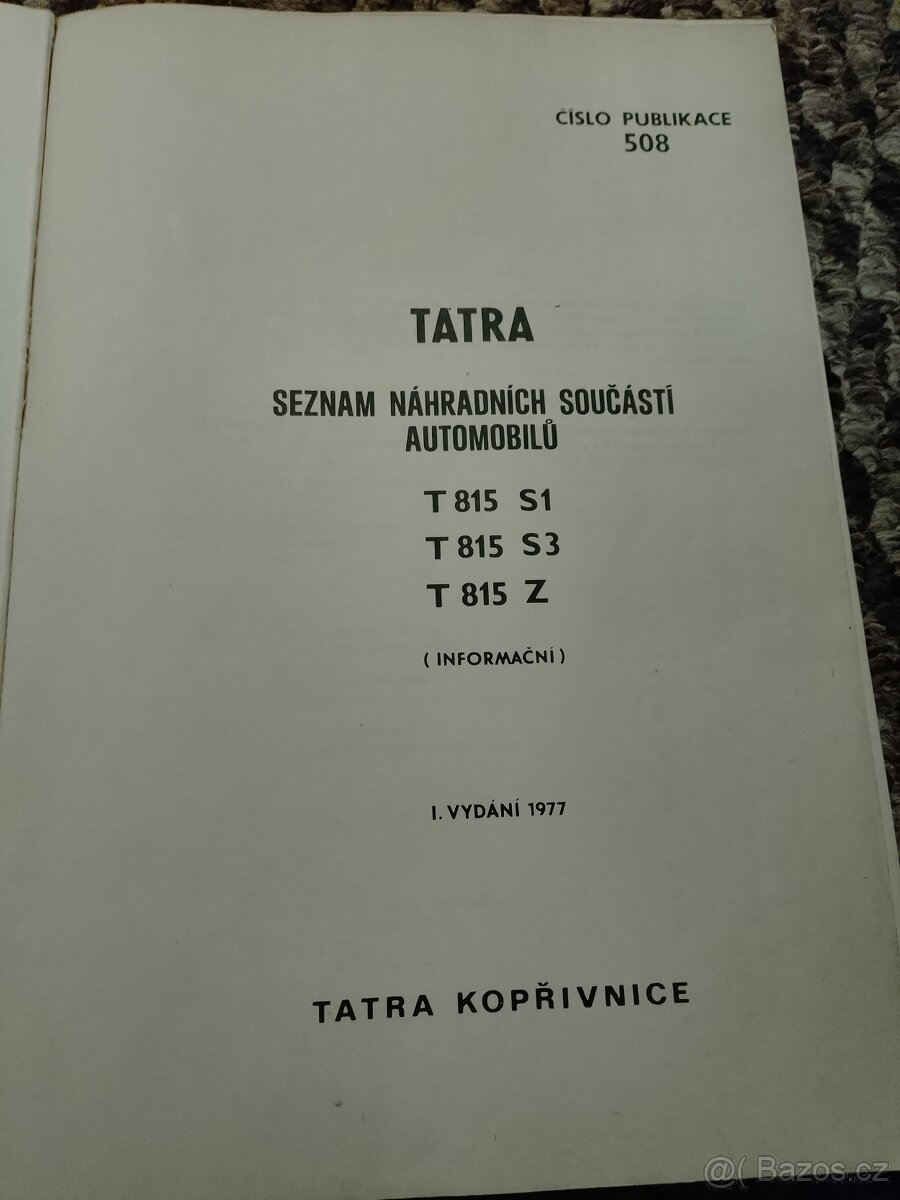 ČÍSLO PUBLIKACE
508
TATRA
SEZNAM NÁHRADNÍCH SOUČÁSTÍ
AUTOMOBILŮ
T 815 S1
T 815 S3
T 815 Z
( INFORMAČNÍ )
I. VYDÁNÍ 1977
TATRA KOPŘIVNICE
@( Bazos.cz